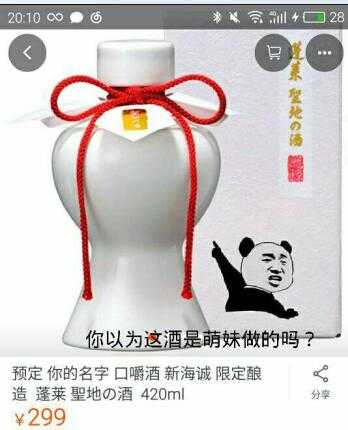 20:10
28
蓬莱 聖地の酒
你以为这酒是萌妹做的吗？
预定 你的名字 口嚼酒 新海诚 限定酿
造 蓬莱 聖地の酒 420ml
分享
¥299